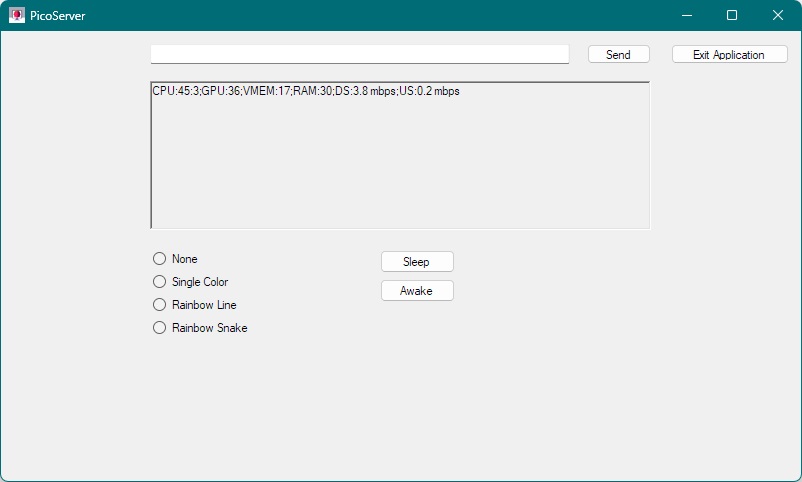 PicoServer
Send
Exit Application
CPU:45:3;GPU:36;VMEM:17;RAM:30;DS:3.8 mbps;US:0.2 mbps
None
Sleep
Single Color
Awake
Rainbow Line
Rainbow Snake